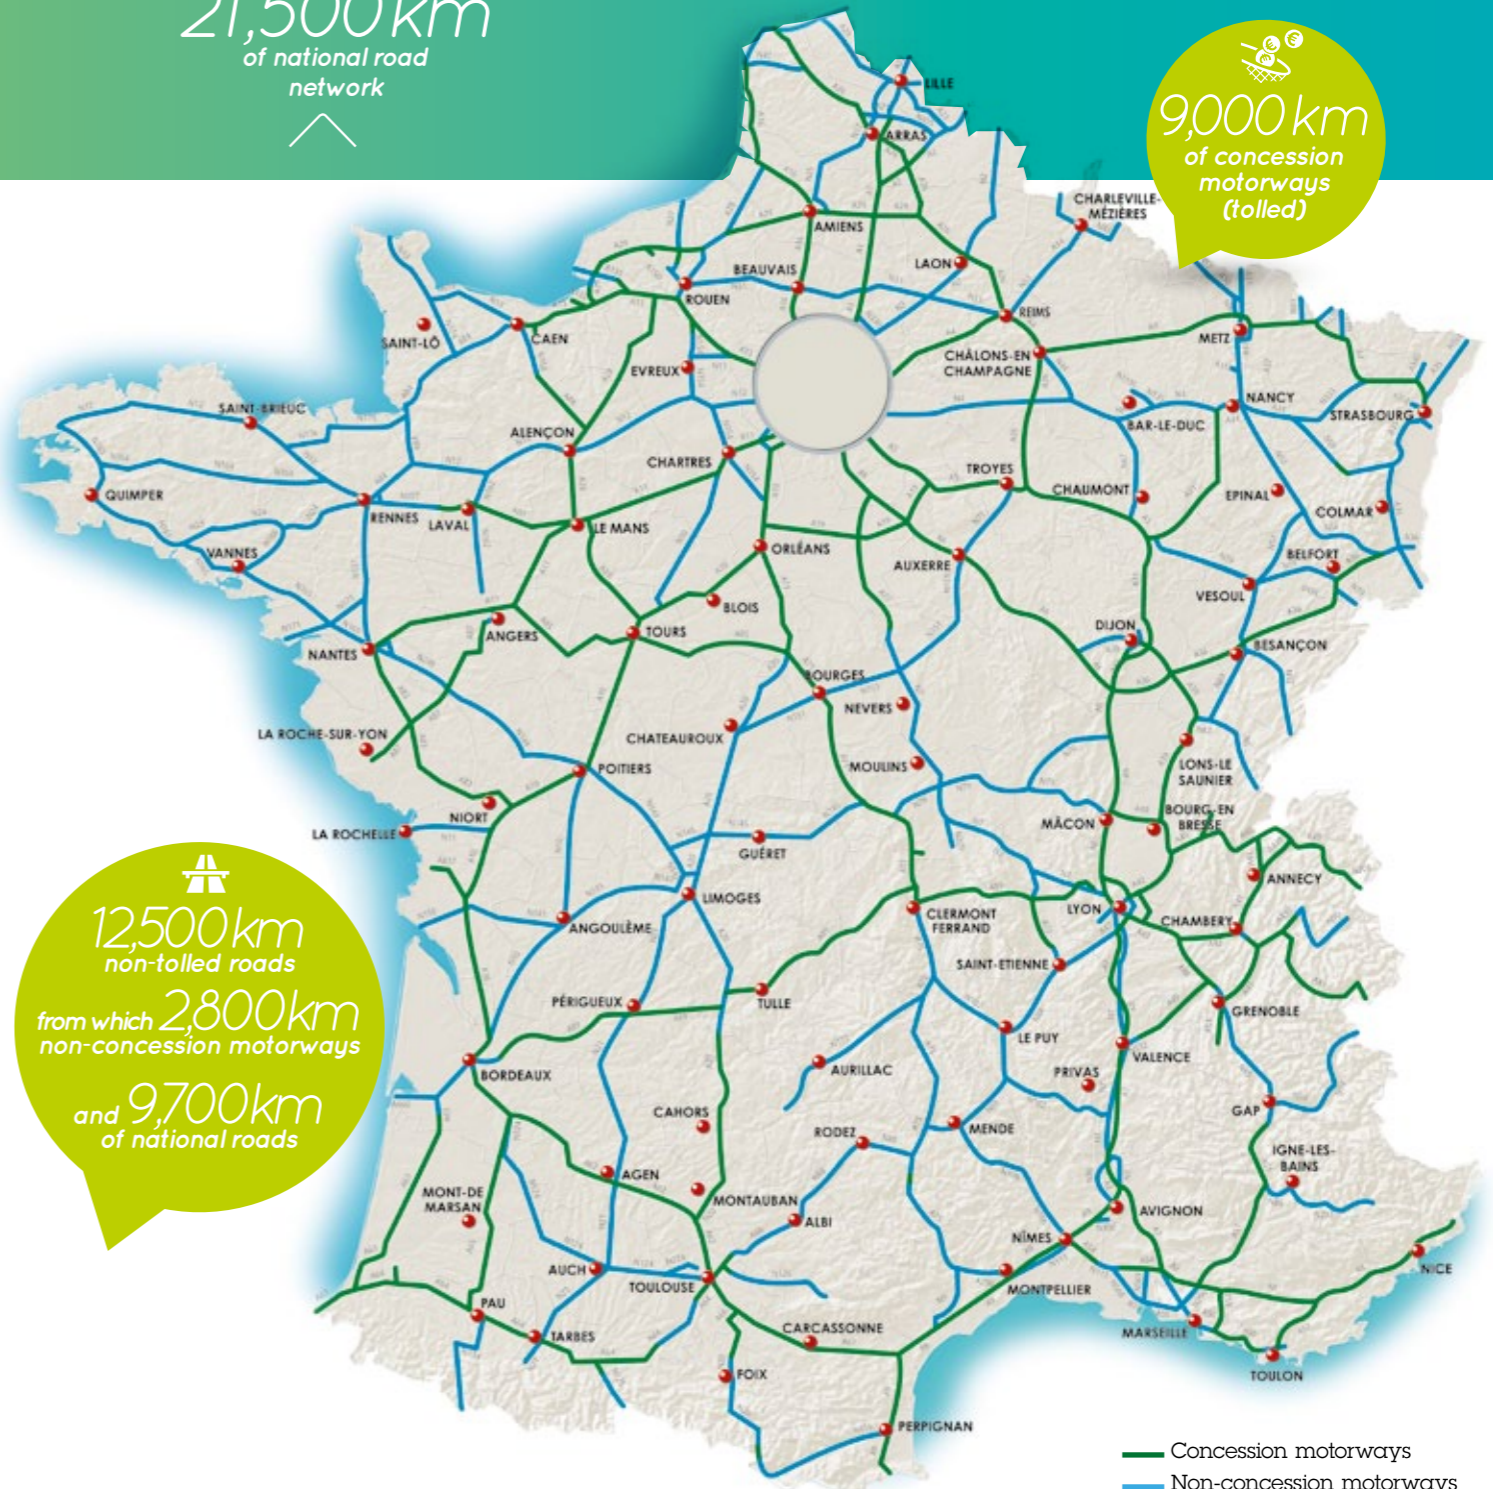 21,500 km
of national road
network
9,000 km
of concession
motorways
(tolled)
LILLE
ARRAS
CHARLEVILLE-
MÉZIÈRES
AMIENS
LAON
BEAUVAIS
ROUEN
REIMS
SAINT-LÔ
CAEN
METZ
CHÂLONS-EN
CHAMPAGNE
EVREUX
NANCY
SAINT-BRIEUC
STRASBOURG
BAR-LE-DUC
ALENÇON
CHARTRES
TROYES
CHAUMONT
EPINAL
QUIMPER
RENNES
LAVAL
LE MANS
COLMAR
ORLÉANS
VANNES
AUXERRE
BELFORT
VESOUL
BLOIS
ANGERS
TOURS
DIJON
NANTES
BESANÇON
BOURGES
NEVERS
LA ROCHE-SUR-YON
CHATEAUROUX
POITIERS
MOULINS
LONS-LE
SAUNIER
NIORT
LA ROCHELLE
MÂCON
BOURG-EN
BRESSE
GUÉRET
ANNECY
LIMOGES
CLERMONT
FERRAND
LYON
CHAMBERY
ANGOULÊME
SAINT-ETIENNE
12,500 km
non-tolled roads
from which 2,800 km
non-concession motorways
and 9,700 km
of national roads
PÉRIGUEUX
TULLE
GRENOBLE
LE PUY
VALENCE
BORDEAUX
AURILLAC
PRIVAS
CAHORS
GAP
RODEZ
MENDE
IGNE-LES-
BAINS
AGEN
MONT-DE
MARSAN
MONTAUBAN
ALBI
AVIGNON
NÎMES
AUCH
TOULOUSE
MONTPELLIER
NICE
PAU
TARBES
CARCASSONNE
MARSEILLE
FOIX
TOULON
PERPIGNAN
Concession motorways
Non-concession motorways